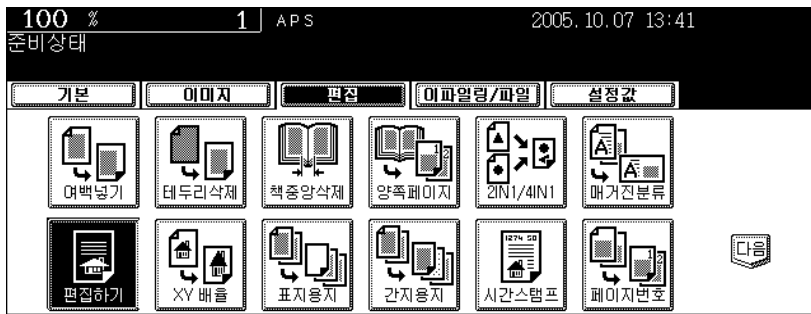 100 % 1 APS 2005.10.07 13:41
준비상태
기본 이미지 편집 이파일링/파일 설정값
여백넣기 테두리삭제 책중앙삭제 양쪽페이지 2IN1/4IN1 매거진분류
다음
편집하기 XY 배율 표지용지 간지용지 시간스탬프 페이지번호